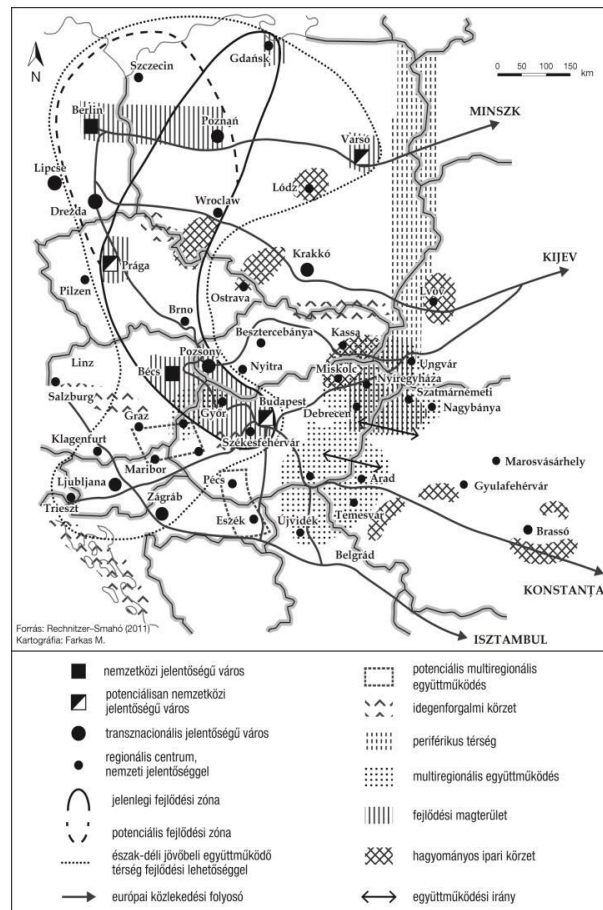 N
Szczecin
Gdańsk
0 50 100 150
km
Berlin
Poznań
Varsó
MINSZK
Lipcse
Drezda
Wroclaw
Lódz
Prága
Krakkó
KIJEV
Pilzen
Ostrava
Lvov
Brno
Besztercebánya
Kassa
Pozsony
Nyitra
Miskolc
Ungvár
Linz
Bécs
Nyíregyháza
Szatmárnémeti
Salzburg
Győr
Budapest
Debrecen
Nagybánya
Graz
Székesfehérvár
Klagenfurt
Maribor
Pécs
Marosvásárhely
Ljubljana
Arad
Gyulafehérvár
Trieszt
Zágráb
Eszék
Temesvár
Újvidék
Brassó
Belgrád
KONSTANȚA
ISZTAMBUL
Forrás: Rechnitzer–Smahó (2011)
Kartográfia: Farkas M.
nemzetközi jelentőségű város
potenciálisan nemzetközi
jelentőségű város
transznacionális jelentőségű város
regionális centrum,
nemzeti jelentőséggel
jelenlegi fejlődési zóna
potenciális fejlődési zóna
észak-déli jövőbeli együttműködő
térség fejlődési lehetőséggel
európai közlekedési folyosó
potenciális multiregionális
együttműködés
idegenforgalmi körzet
periférikus térség
multiregionális együttműködés
fejlődési magterület
hagyományos ipari körzet
együttműködési irány